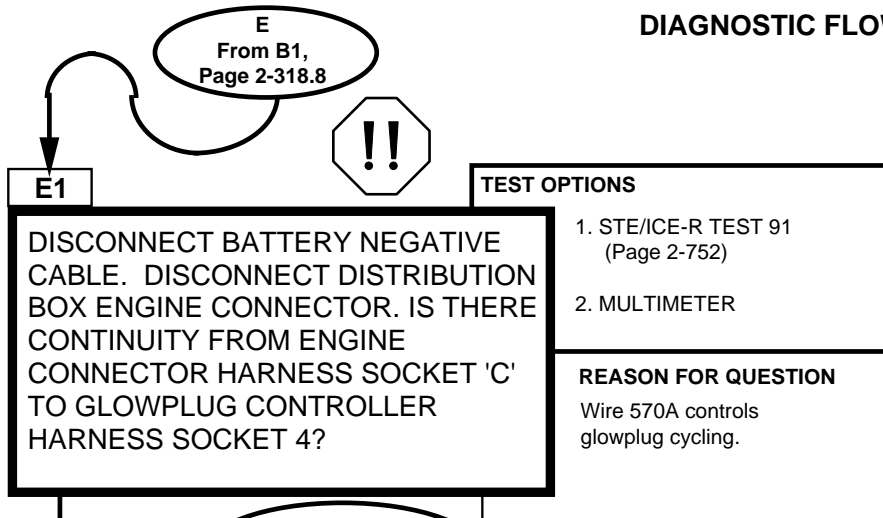 DIAGNOSTIC
E
From B1,
Page 2-318.8
!!
E1
TEST OPTIONS
1. STE/ICE-R TEST 91
(Page 2-752)
2. MULTIMETER
DISCONNECT BATTERY NEGATIVE
CABLE. DISCONNECT DISTRIBUTION
BOX ENGINE CONNECTOR. IS THERE
CONTINUITY FROM ENGINE
CONNECTOR HARNESS SOCKET 'C'
TO GLOWPLUG CONTROLLER
HARNESS SOCKET 4?
REASON FOR QUESTION
Wire 570A controls
glowplug cycling.